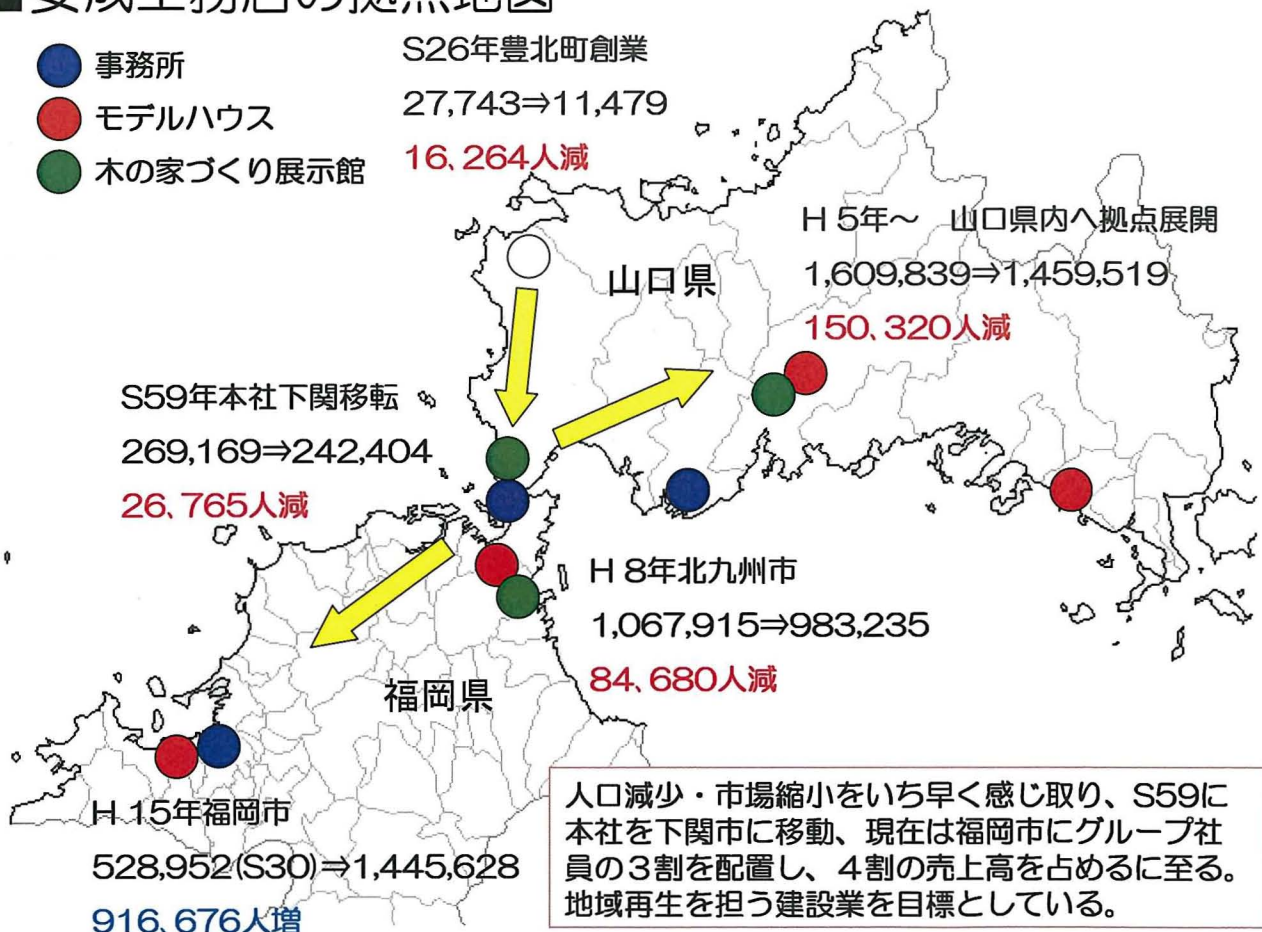 ■安成工務店の拠点地図
事務所
モデルハウス
木の家づくり展示館
S26年豊北町創業
27,743⇒11,479
16、264人減
H 5年～　山口県内へ拠点展開
1,609,839⇒1,459,519
150、320人減
山口県
S59年本社下関移転
269,169⇒242,404
26、765人減
H 8年北九州市
1,067,915⇒983,235
84、680人減
福岡県
H 15年福岡市
528,952(S30)⇒1,445,628
916、676人増
人口減少・市場縮小をいち早く感じ取り、S59に
本社を下関市に移動、現在は福岡市にグループ社
員の３割を配置し、４割の売上高を占めるに至る。
地域再生を担う建設業を目標としている。